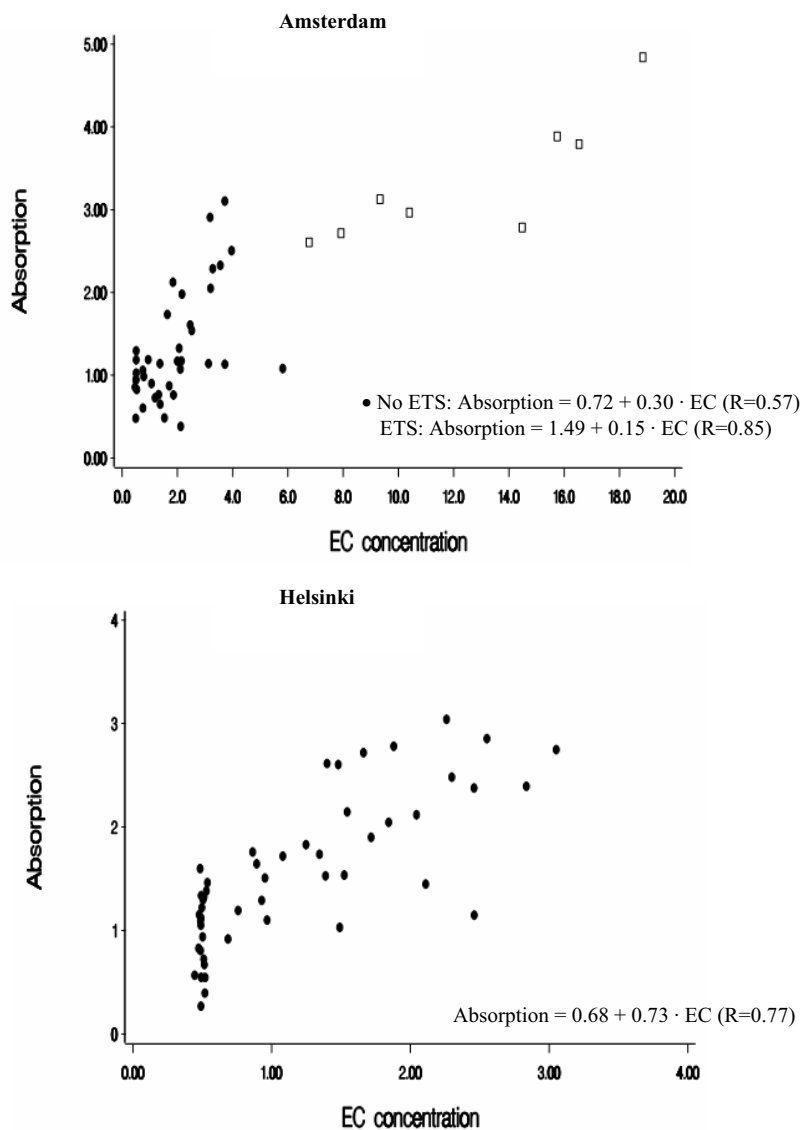 Amsterdam
5.00
4.00
3.00
2.00
1.00
0.00
Absorption
● No ETS: Absorption = 0.72 + 0.30 · EC (R=0.57)
ETS: Absorption = 1.49 + 0.15 · EC (R=0.85)
0.0 2.0 4.0 6.0 8.0 10.0 12.0 14.0 16.0 18.0 20.0
EC concentration
Helsinki
4
3
2
1
0
Absorption
Absorption = 0.68 + 0.73 · EC (R=0.77)
0.00 1.00 2.00 3.00 4.00
EC concentration